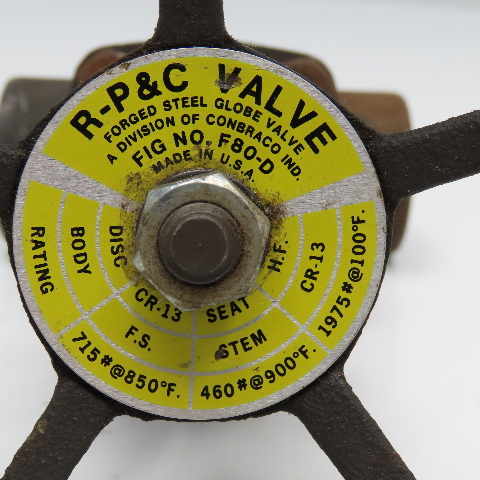 R-P&C VALVE
FORGED STEEL GLOBE VALVE
A DIVISION OF CONBRACO IND.
FIG NO. F80-D
MADE IN U.S.A.
DISC CR-13 SEAT H.F.
BODY F.S. STEM CR-13
RATING 715#@850°F. 460#@900°F. 1975#@100°F.